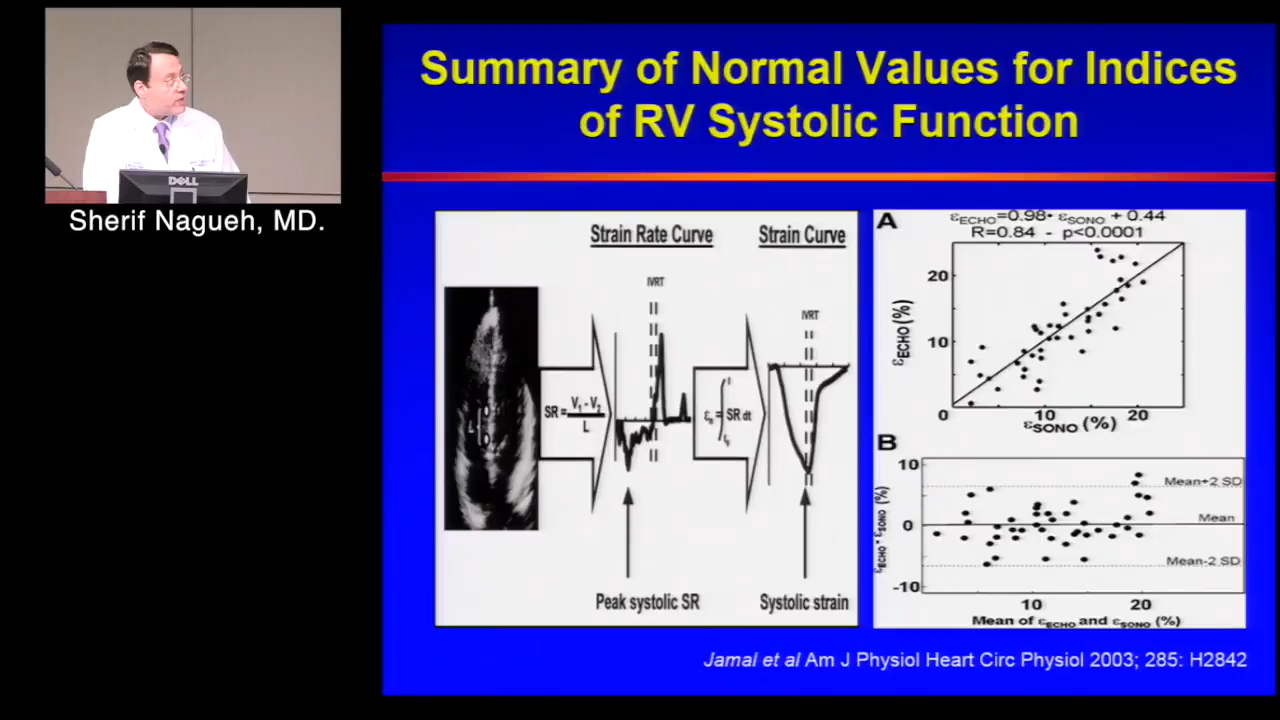 Summary of Normal Values for Indices
of RV Systolic Function
DELL
Sherif Nagueh, MD.
Strain Rate Curve
Strain Curve
IVRT
IVRT
SR=
V1 - V2
L
L
SR dt
Peak systolic SR
Systolic strain
A
εECHO=0.98• εSONO + 0.44
R=0.84 - p<0.0001
20
10
0
10
20
εECHO (%)
εSONO (%)
B
10
0
-10
Mean+2 SD
Mean
Mean-2 SD
10
20
Mean of εECHO and εSONO (%)
Jamal et al Am J Physiol Heart Circ Physiol 2003; 285: H2842